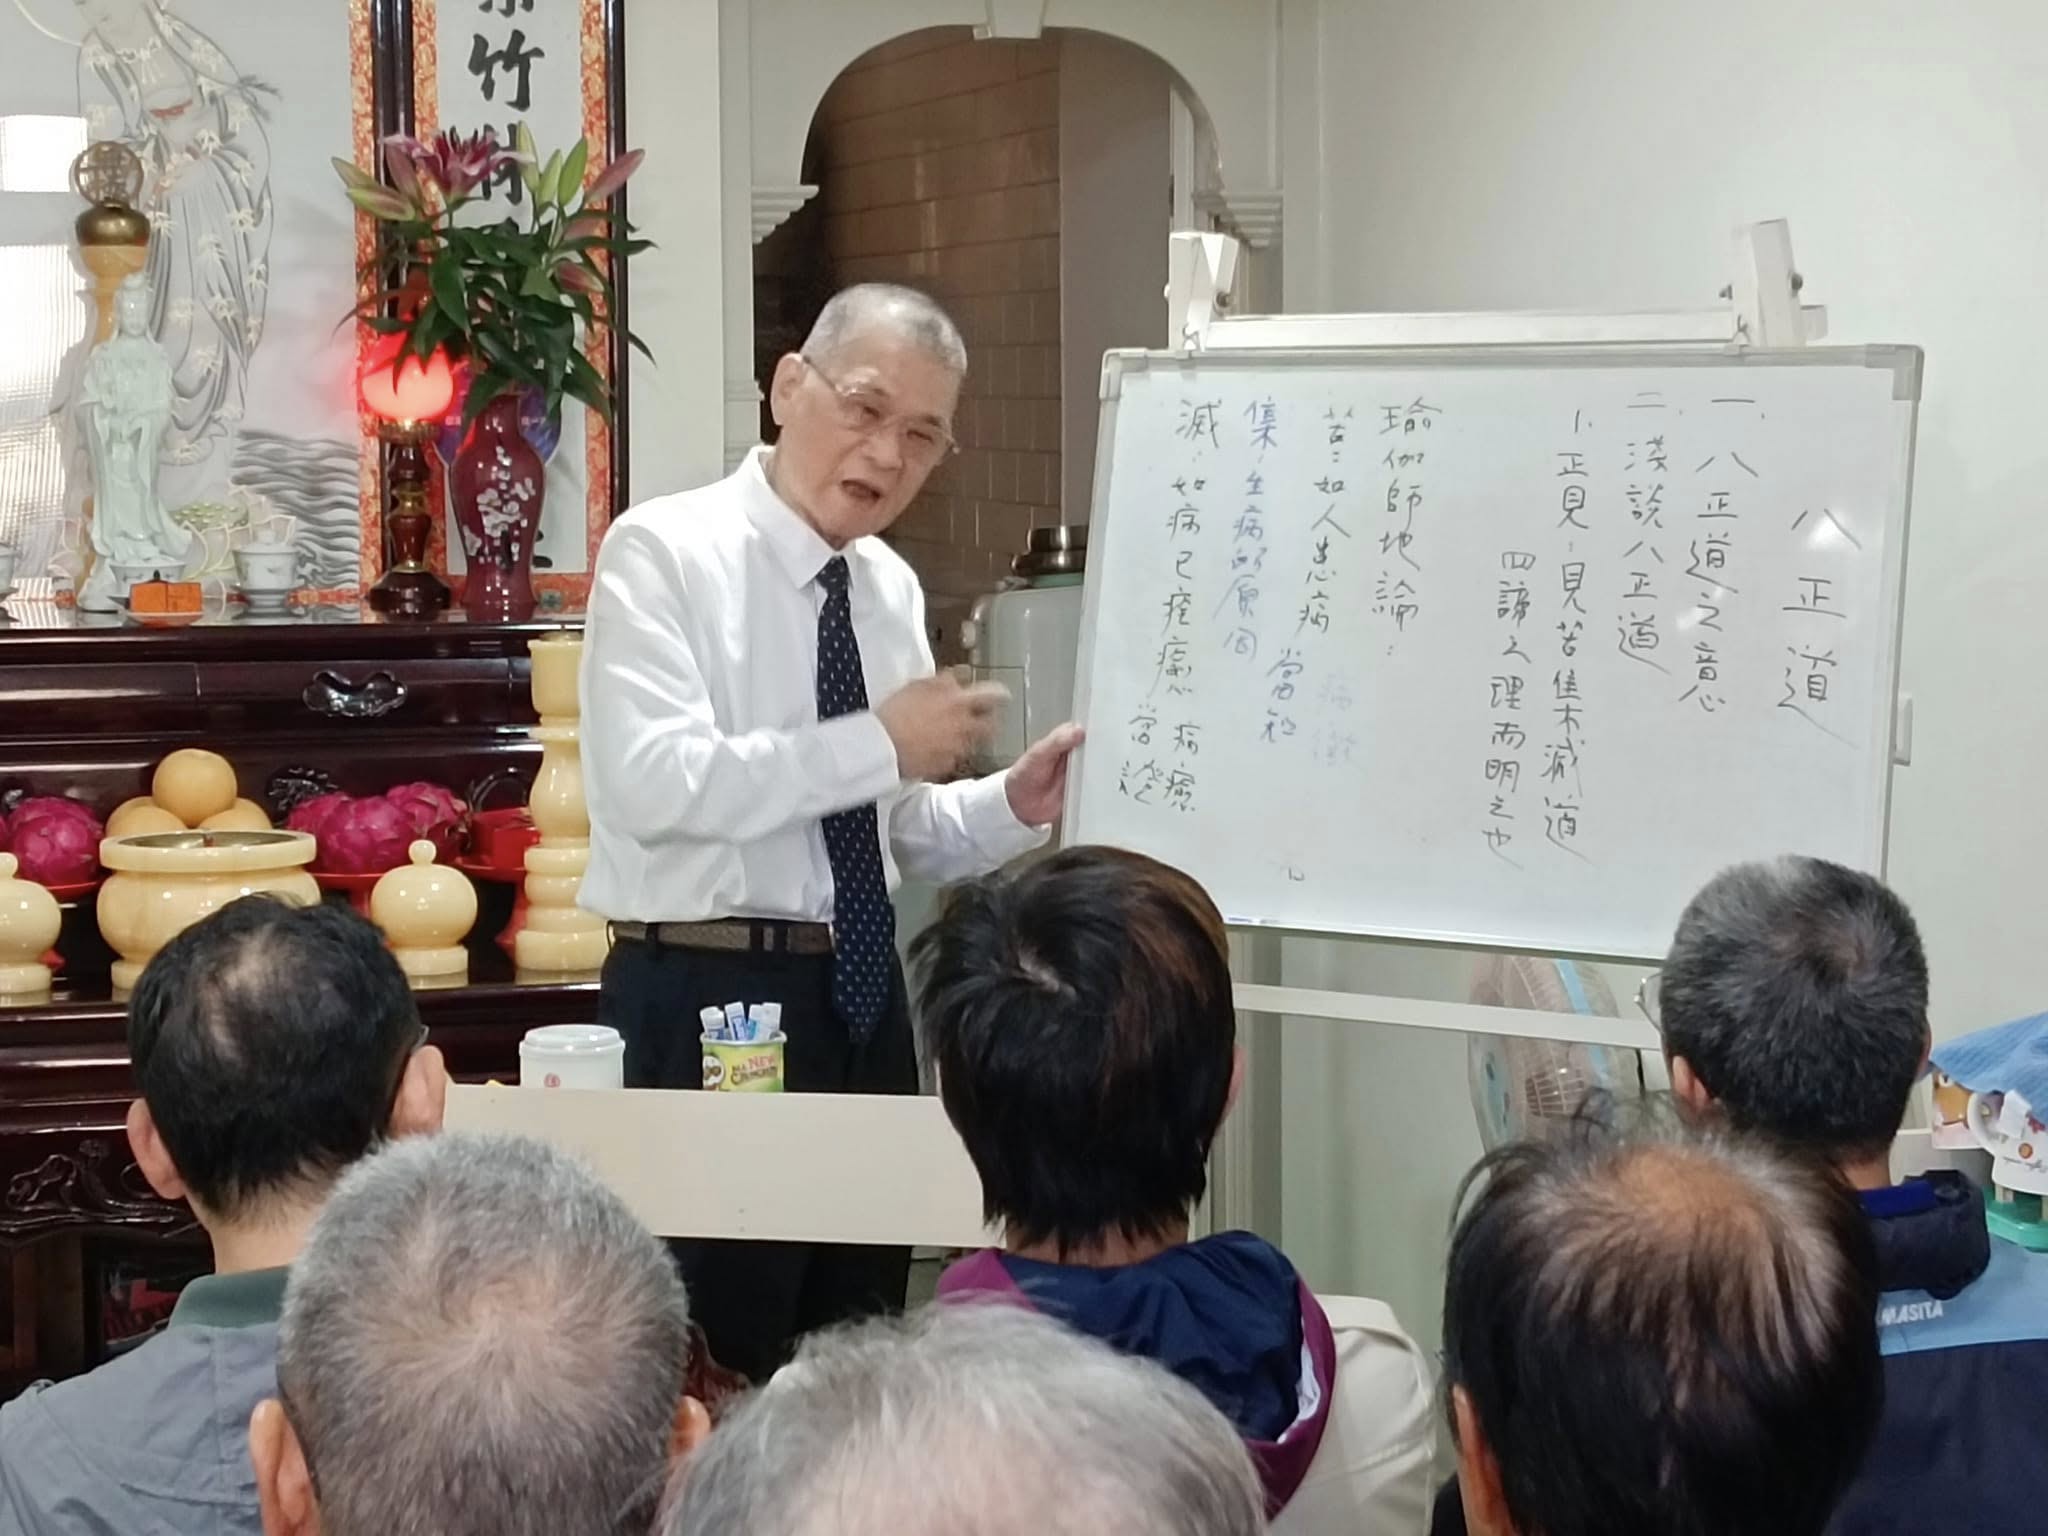 八正道
一、八正道之意
二、淺說八正道
1. 正見：見苦集滅道
四諦之理而明之也
瑜伽師地論：
苦：如人患病
病徵
當知
集：生病的原因
滅：如病已痊癒 病癒
當證
竹林
NEW
MASITA